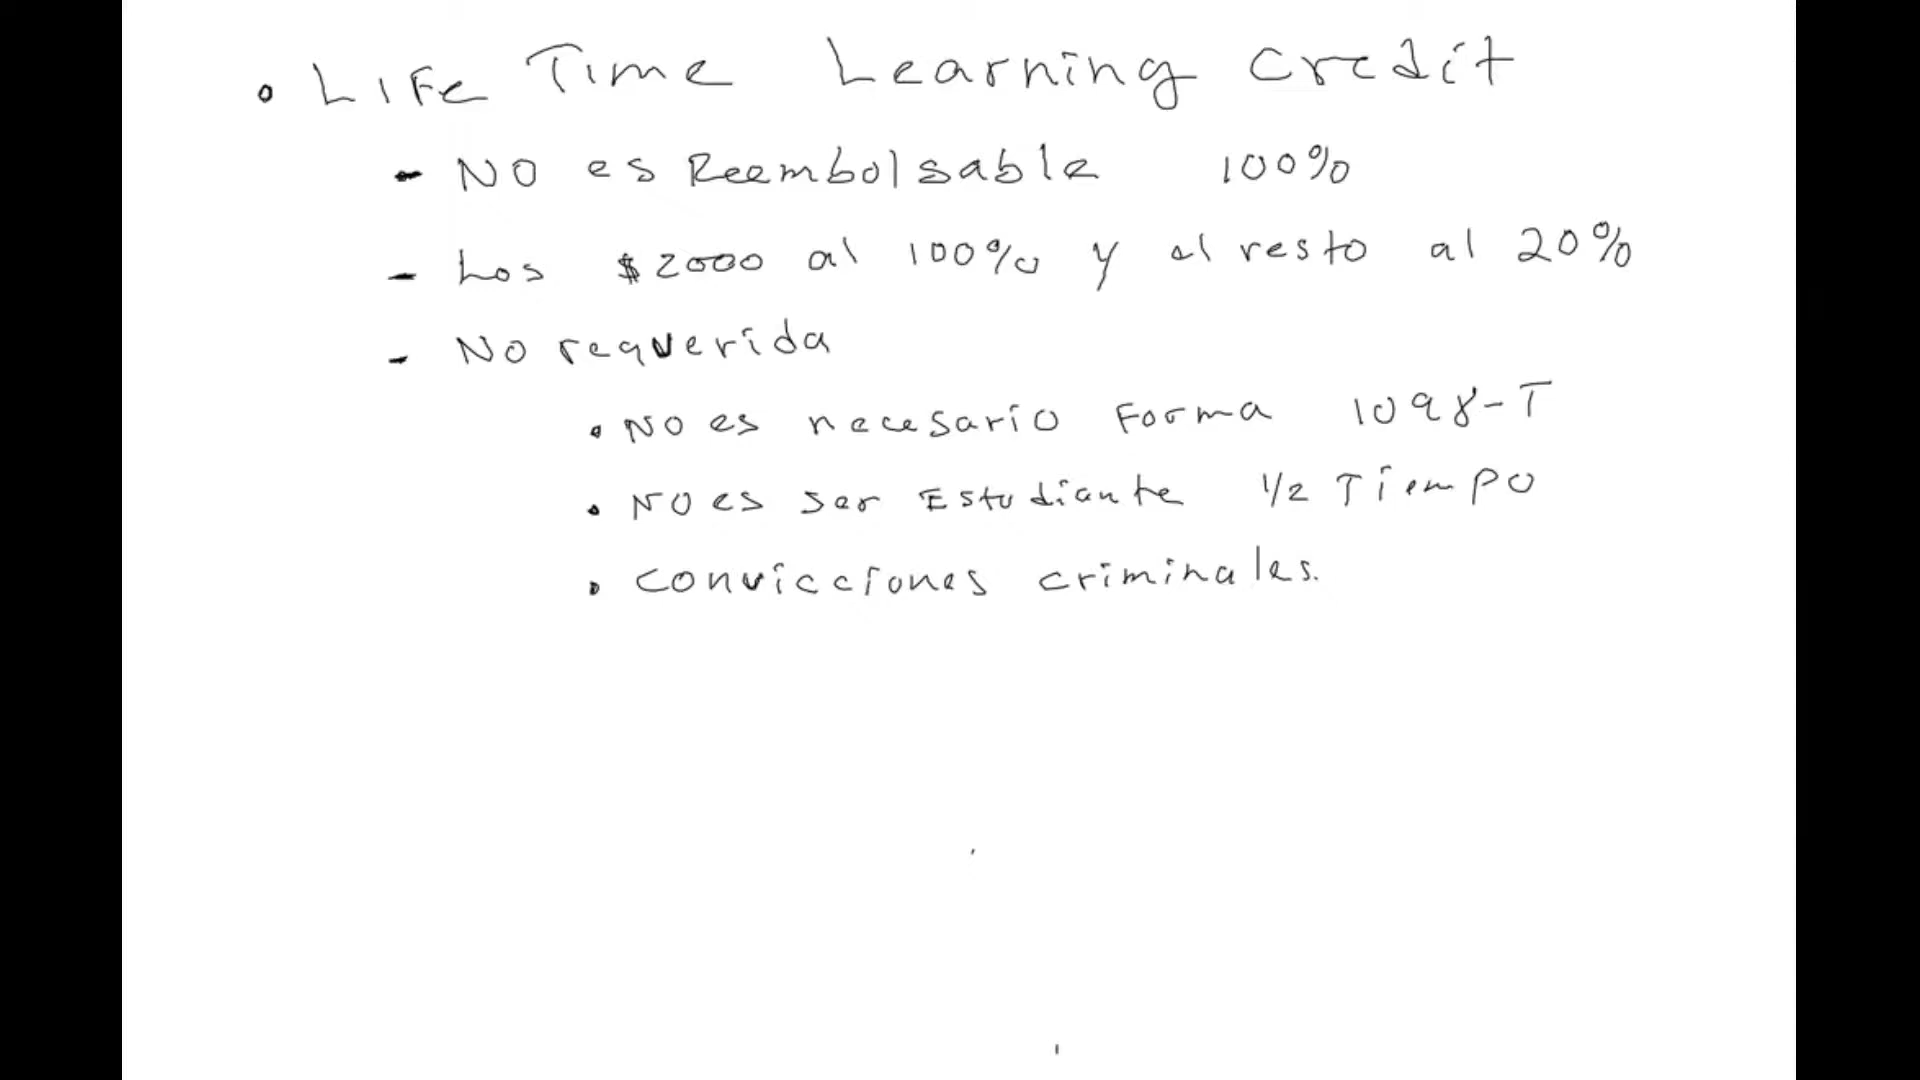 • Life Time Learning Credit
- No es Reembolsable 100%
- Los $2000 al 100% y el resto al 20%
- No requerida
• No es necesario Forma 1098-T
• No es ser Estudiante 1/2 Tiempo
• Convicciones criminales.